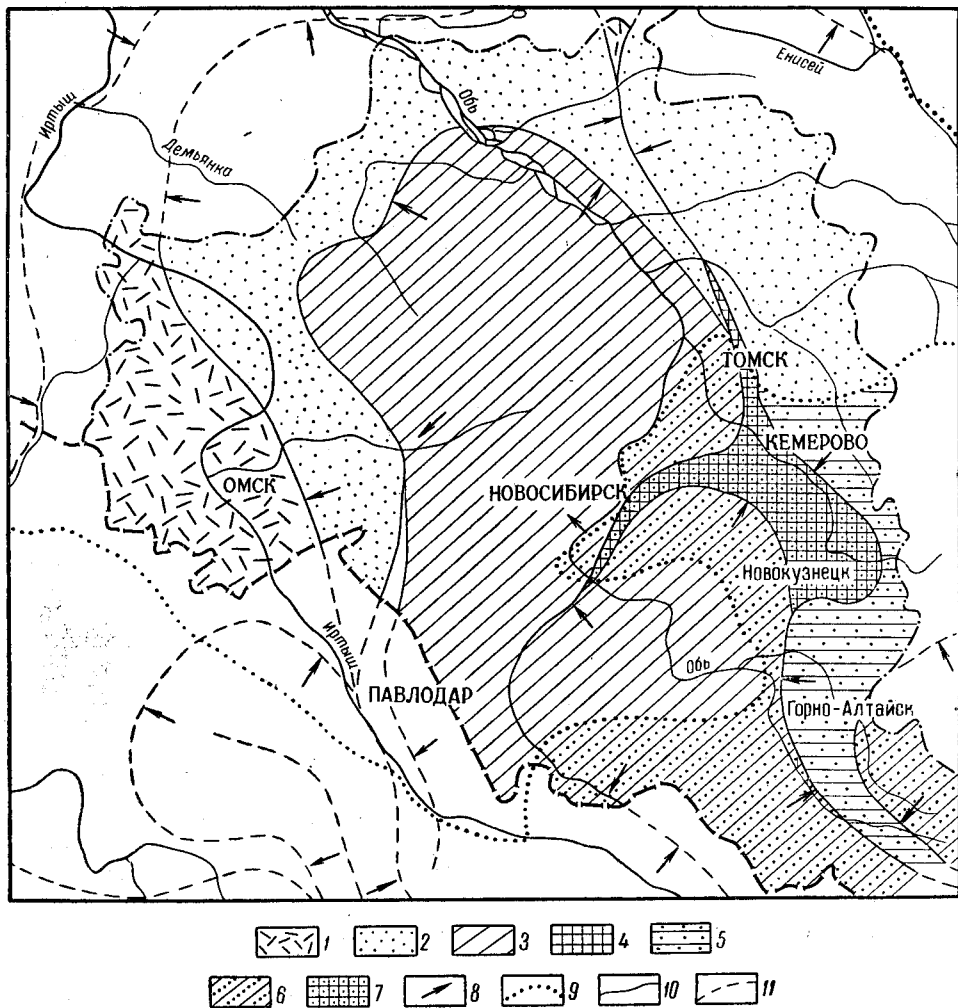 Енисей
Иртыш
Обь
Демьянка
ТОМСК
КЕМЕРОВО
ОМСК
НОВОСИБИРСК
Новокузнецк
Иртыш
Обь
ПАВЛОДАР
Горно-Алтайск
1 2 3 4 5
6 7 8 9 10 11